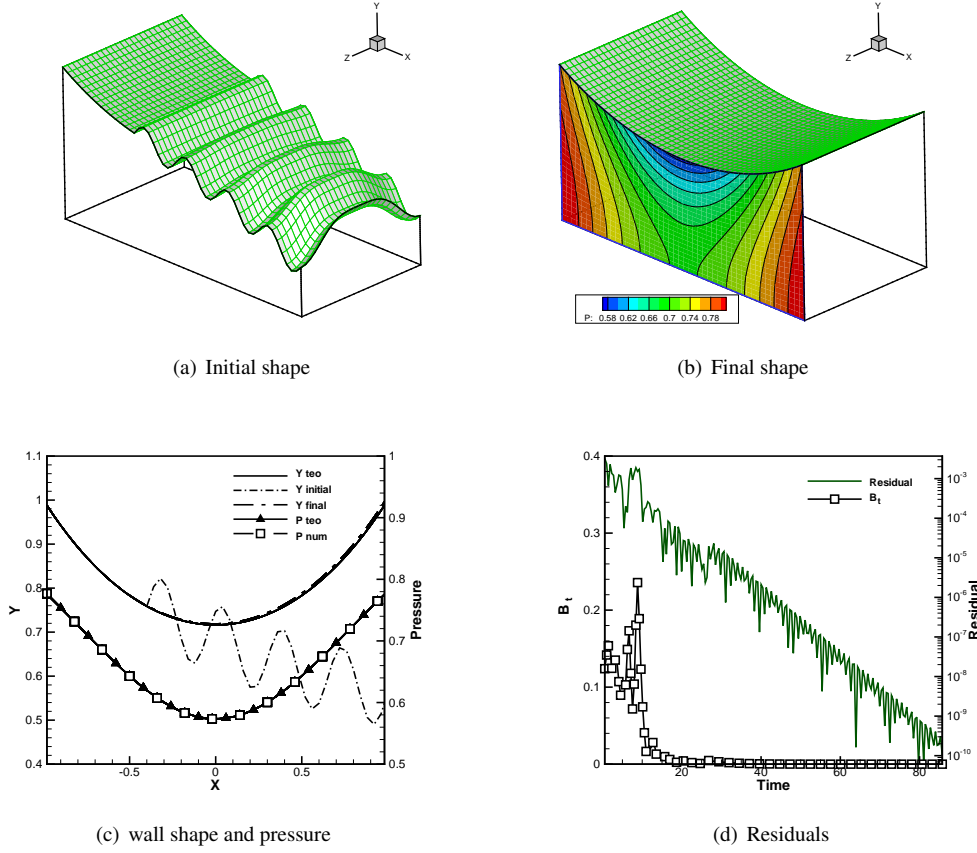 Y
Z
X
Y
Z
X
P: 0.58 0.62 0.66 0.7 0.74 0.78
(a) Initial shape
(b) Final shape
1.1
1
0.9
0.8
0.7
0.6
0.5
0.4
Y
-0.5
0
0.5
X
1
0.9
0.8
0.7
0.6
0.5
Pressure
Y teo
Y initial
Y final
P teo
P num
0.4
0.3
0.2
0.1
0
B t
20
40
60
80
Time
10-3
10-4
10-5
10-6
10-7
10-8
10-9
10-10
Residual
Residual
B t
(c) wall shape and pressure
(d) Residuals